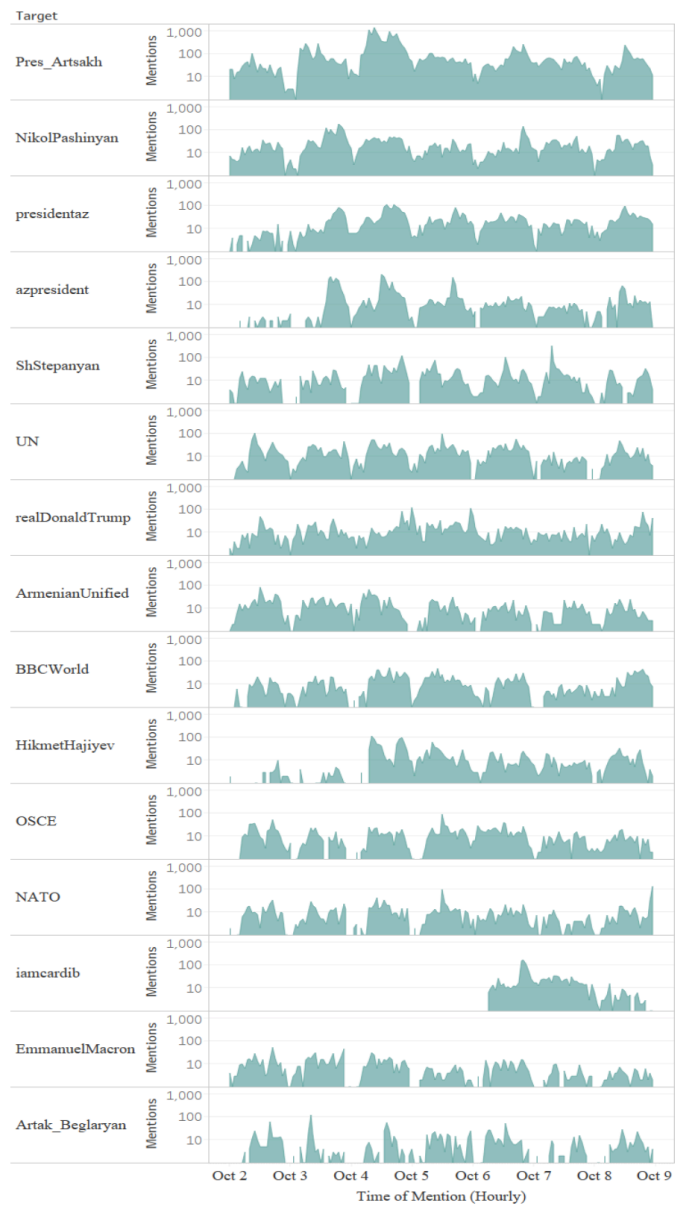 Target
Pres_Artsakh
Mentions
1,000
100
10
NikolPashinyan
Mentions
1,000
100
10
presidentaz
Mentions
1,000
100
10
azpresident
Mentions
1,000
100
10
ShStepanyan
Mentions
1,000
100
10
UN
Mentions
1,000
100
10
realDonaldTrump
Mentions
1,000
100
10
ArmenianUnified
Mentions
1,000
100
10
BBCWorld
Mentions
1,000
100
10
HikmetHajiyev
Mentions
1,000
100
10
OSCE
Mentions
1,000
100
10
NATO
Mentions
1,000
100
10
iamcardib
Mentions
1,000
100
10
EmmanuelMacron
Mentions
1,000
100
10
Artak_Beglaryan
Mentions
1,000
100
10
Oct 2 Oct 3 Oct 4 Oct 5 Oct 6 Oct 7 Oct 8 Oct 9
Time of Mention (Hourly)